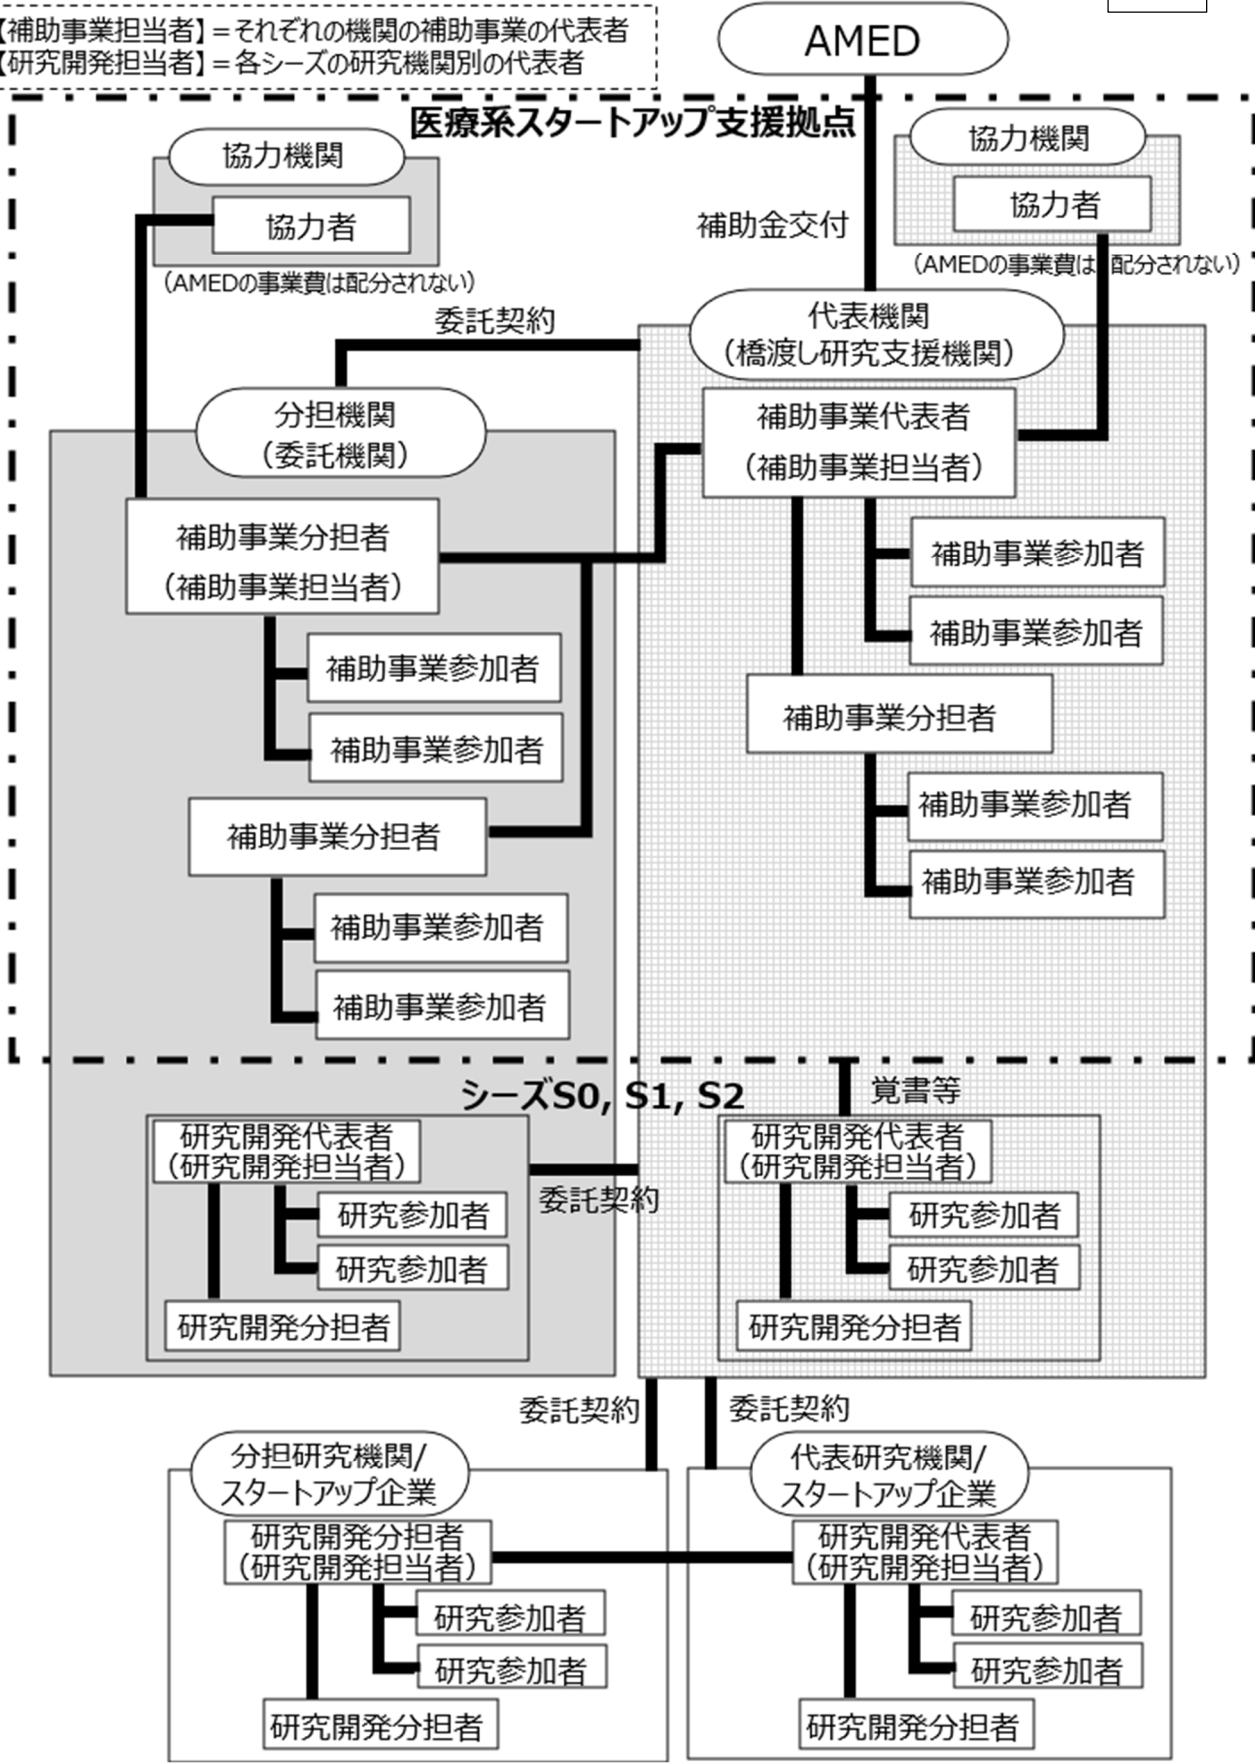 【補助事業担当者】=それぞれの機関の補助事業の代表者
【研究開発担当者】=各シーズの研究機関別の代表者
AMED
医療系スタートアップ支援拠点
協力機関
協力者
(AMEDの事業費は配分されない)
補助金交付
協力機関
協力者
(AMEDの事業費は 配分されない)
委託契約
代表機関
(橋渡し研究支援機関)
補助事業代表者
(補助事業担当者)
補助事業参加者
補助事業参加者
補助事業分担者
補助事業参加者
補助事業参加者
分担機関
(委託機関)
補助事業分担者
(補助事業担当者)
補助事業参加者
補助事業参加者
補助事業分担者
補助事業参加者
補助事業参加者
シーズS0, S1, S2
覚書等
研究開発代表者
(研究開発担当者)
研究参加者
研究参加者
研究開発分担者
委託契約
研究開発代表者
(研究開発担当者)
研究参加者
研究参加者
研究開発分担者
委託契約
委託契約
分担研究機関/
スタートアップ企業
研究開発分担者
(研究開発担当者)
研究参加者
研究参加者
研究開発分担者
代表研究機関/
スタートアップ企業
研究開発代表者
(研究開発担当者)
研究参加者
研究参加者
研究開発分担者